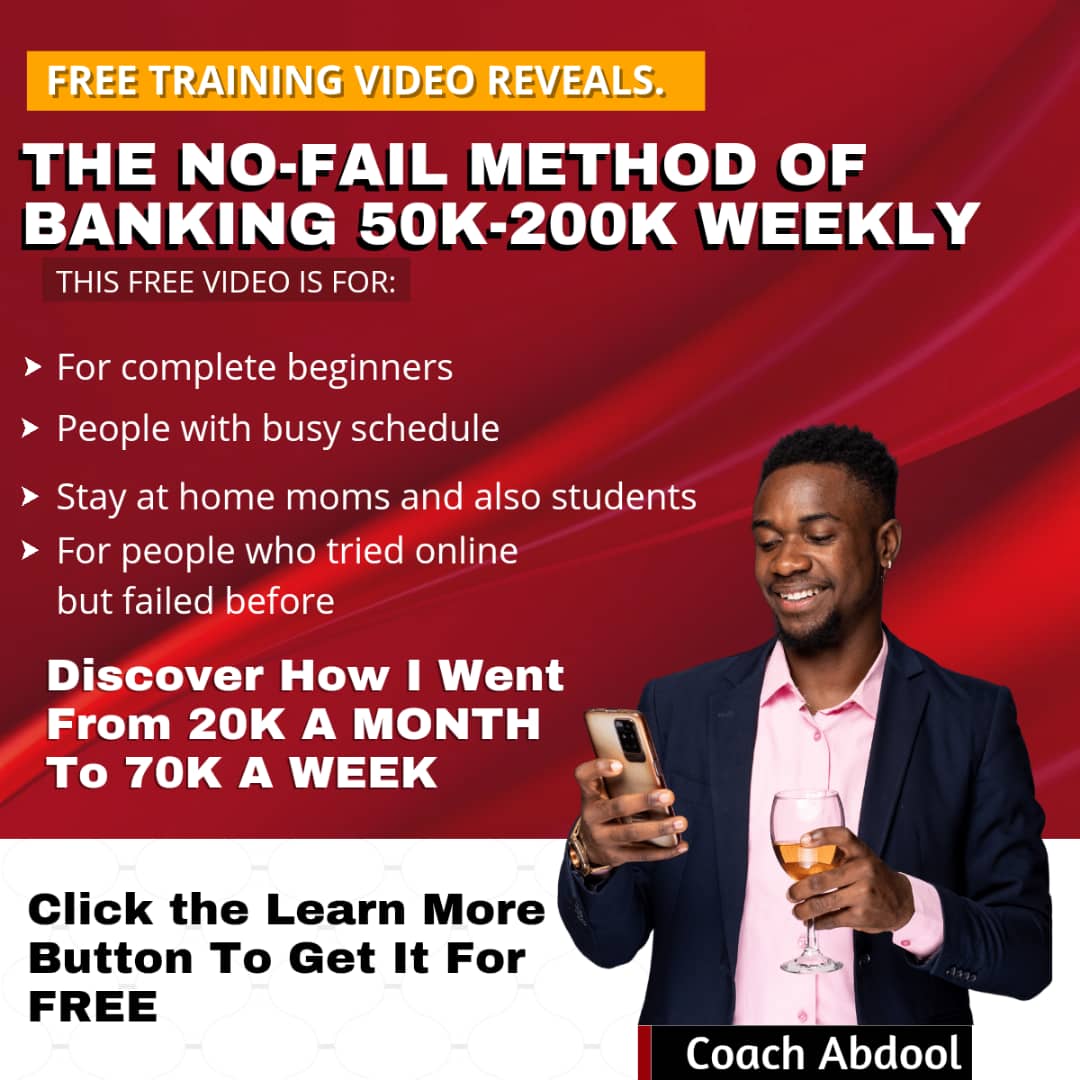 FREE TRAINING VIDEO REVEALS.
THE NO-FAIL METHOD OF
BANKING 50K-200K WEEKLY
THIS FREE VIDEO IS FOR:
For complete beginners
People with busy schedule
Stay at home moms and also students
For people who tried online
but failed before
Discover How I Went
From 20K A MONTH
To 70K A WEEK
Click the Learn More
Button To Get It For
FREE
Coach Abdool